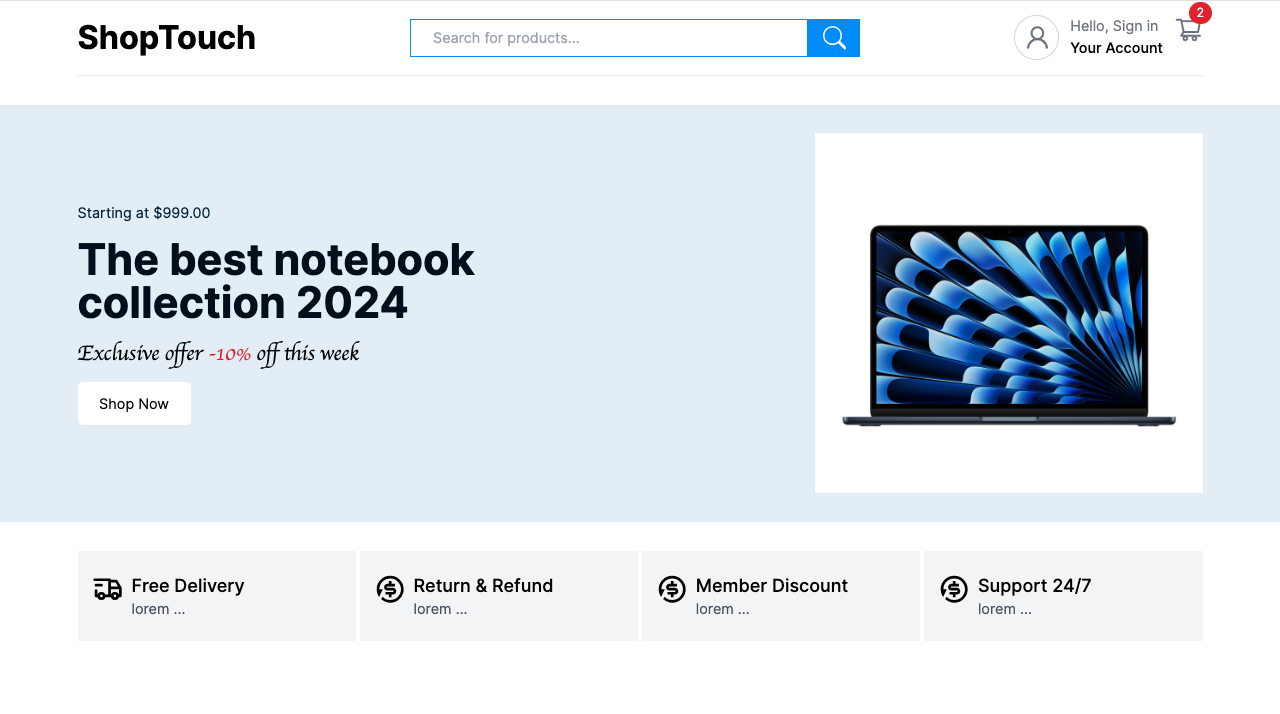 ShopTouch
Search for products...
Hello, Sign in
Your Account
2
Starting at $999.00
The best notebook
collection 2024
Exclusive offer -10% off this week
Shop Now
Free Delivery
lorem ...
Return & Refund
lorem ...
Member Discount
lorem ...
Support 24/7
lorem ...